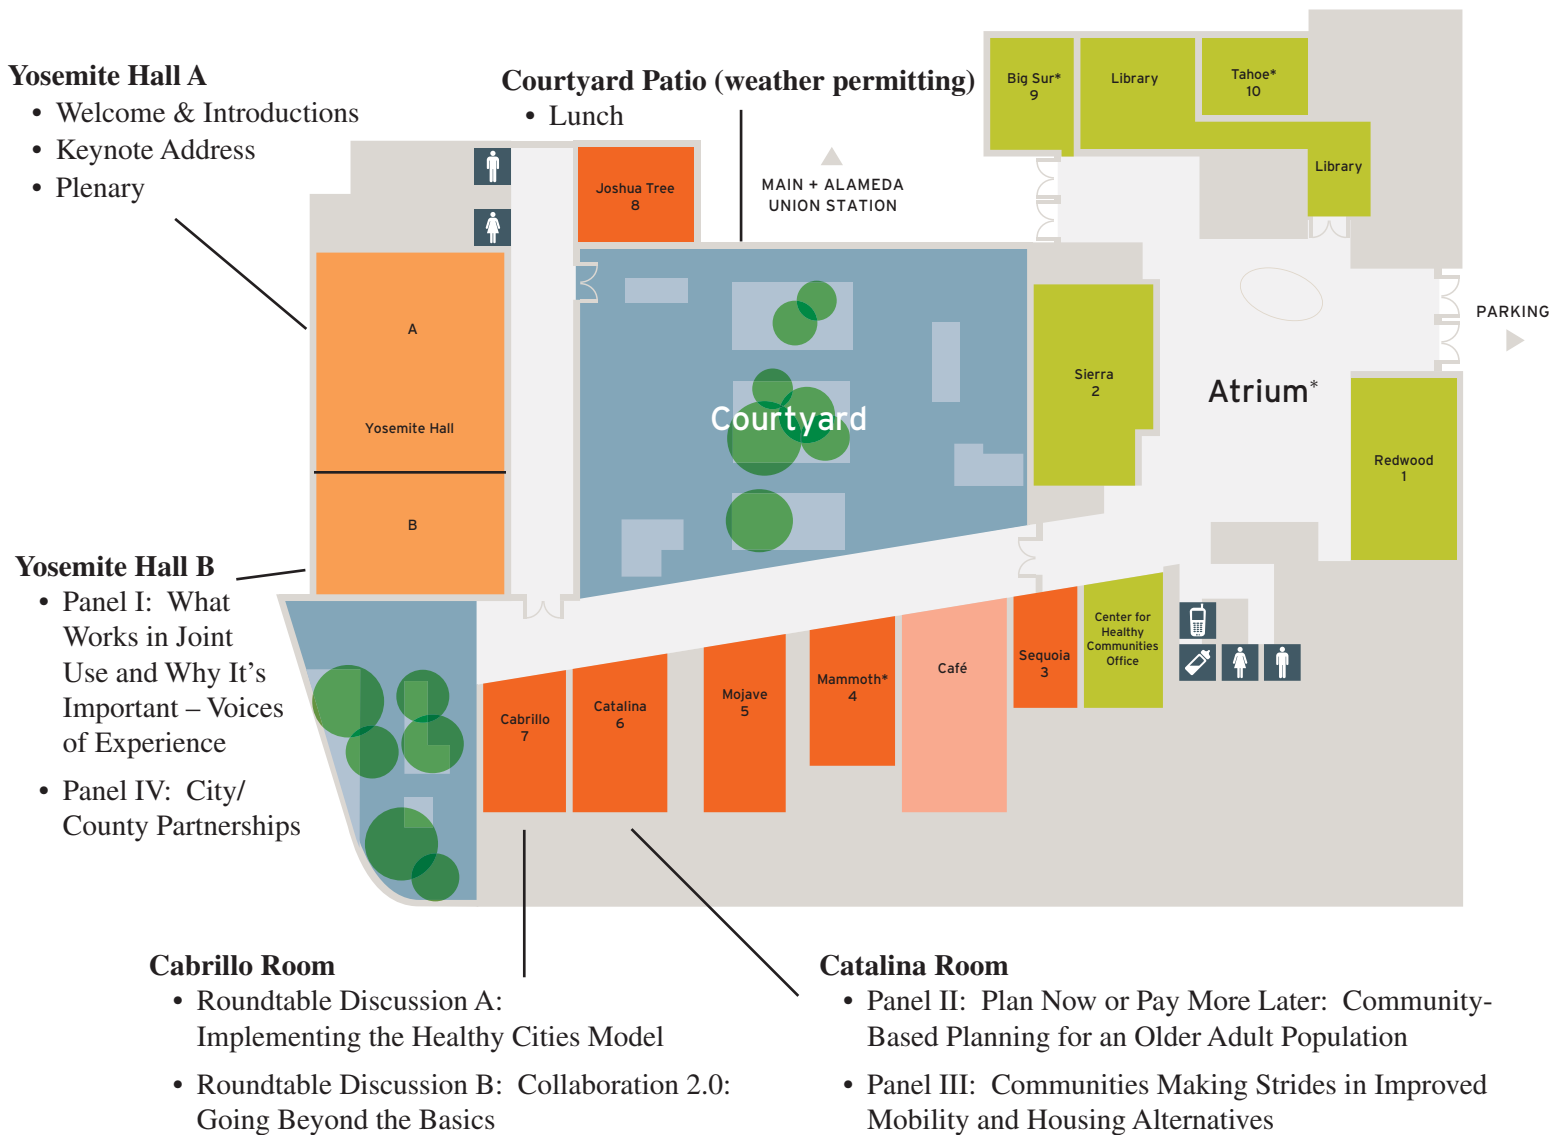 Yosemite Hall A
• Welcome & Introductions
• Keynote Address
• Plenary
Courtyard Patio (weather permitting)
• Lunch
MAIN + ALAMEDA
UNION STATION
Big Sur*
9
Library
Tahoe*
10
Library
Joshua Tree
8
A
Yosemite Hall
B
Courtyard
Sierra
2
Atrium*
PARKING
Redwood
1
Yosemite Hall B
• Panel I: What
Works in Joint
Use and Why It's
Important – Voices
of Experience
• Panel IV: City/
County Partnerships
Cabrillo
7
Catalina
6
Mojave
5
Mammoth*
4
Café
Sequoia
3
Center for
Healthy
Communities
Office
Cabrillo Room
• Roundtable Discussion A:
Implementing the Healthy Cities Model
• Roundtable Discussion B: Collaboration 2.0:
Going Beyond the Basics
Catalina Room
• Panel II: Plan Now or Pay More Later: Community-
Based Planning for an Older Adult Population
• Panel III: Communities Making Strides in Improved
Mobility and Housing Alternatives